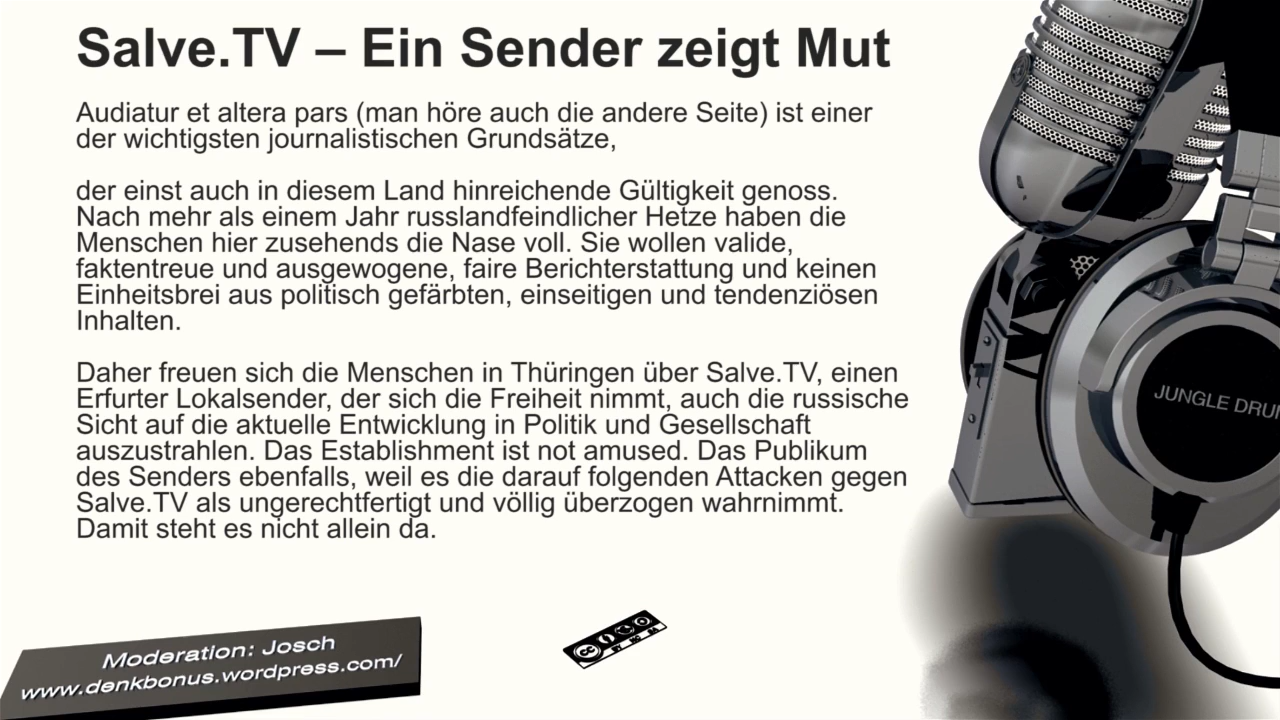 Salve.TV – Ein Sender zeigt Mut
Audiatur et altera pars (man höre auch die andere Seite) ist einer
der wichtigsten journalistischen Grundsätze,
der einst auch in diesem Land hinreichende Gültigkeit genoss.
Nach mehr als einem Jahr russlandfeindlicher Hetze haben die
Menschen hier zusehends die Nase voll. Sie wollen valide,
faktentreue und ausgewogene, faire Berichterstattung und keinen
Einheitsbrei aus politisch gefärbten, einseitigen und tendenziösen
Inhalten.
Daher freuen sich die Menschen in Thüringen über Salve.TV, einen
Erfurter Lokalsender, der sich die Freiheit nimmt, auch die russische
Sicht auf die aktuelle Entwicklung in Politik und Gesellschaft
auszustrahlen. Das Establishment ist not amused. Das Publikum
des Senders ebenfalls, weil es die darauf folgenden Attacken gegen
Salve.TV als ungerechtfertigt und völlig überzogen wahrnimmt.
Damit steht es nicht allein da.
JUNGLE DRU
Moderation: Josch
www.denkbonus.wordpress.com/
cc
BY NC SA